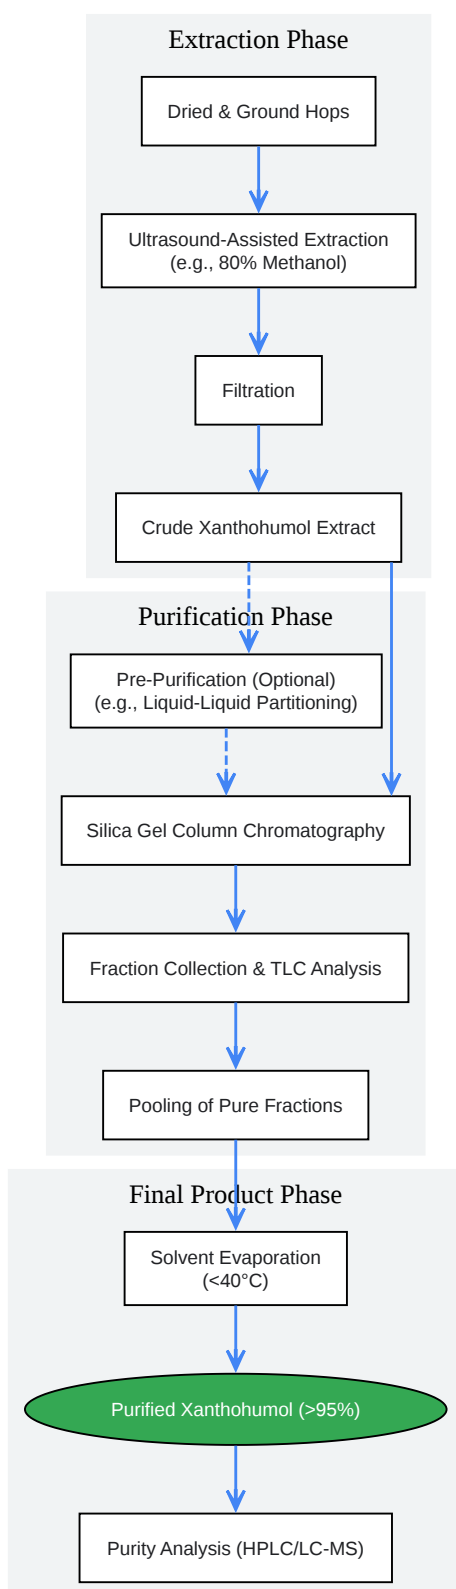 Extraction Phase
Dried & Ground Hops
Ultrasound-Assisted Extraction
(e.g., 80% Methanol)
Filtration
Crude Xanthohumol Extract
Purification Phase
Pre-Purification (Optional)
(e.g., Liquid-Liquid Partitioning)
Silica Gel Column Chromatography
Fraction Collection & TLC Analysis
Pooling of Pure Fractions
Final Product Phase
Solvent Evaporation
(<40°C)
Purified Xanthohumol (>95%)
Purity Analysis (HPLC/LC-MS)